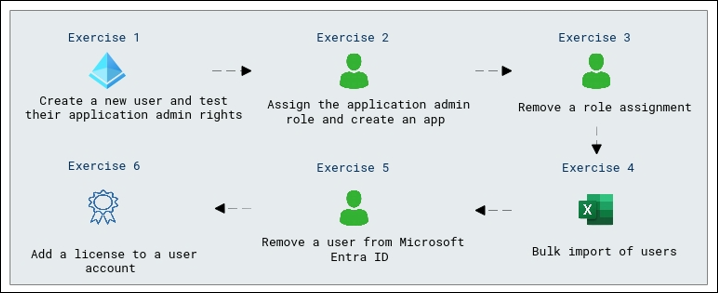 Exercise 1
Create a new user and test
their application admin rights
Exercise 2
Assign the application admin
role and create an app
Exercise 3
Remove a role assignment
Exercise 4
X
Bulk import of users
Exercise 5
Remove a user from Microsoft
Entra ID
Exercise 6
Add a license to a user
account